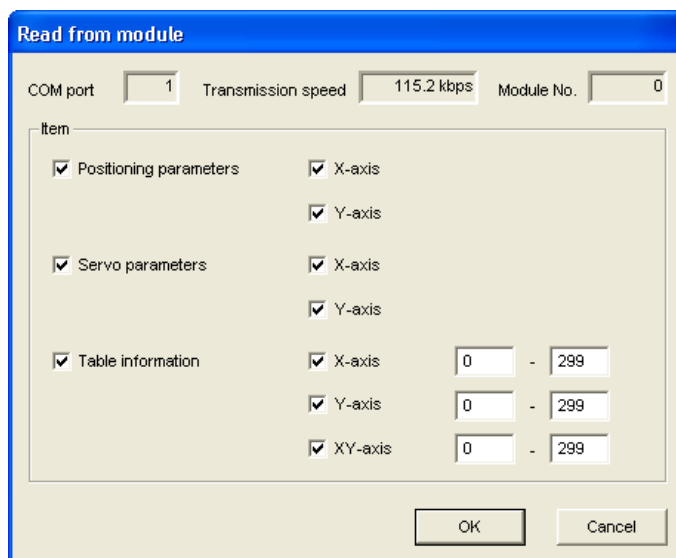 Read from module
COM port 1 Transmission speed 115.2 kbps Module No. 0
Item
Positioning parameters X-axis
Y-axis
Servo parameters X-axis
Y-axis
Table information X-axis 0 - 299
Y-axis 0 - 299
XY-axis 0 - 299
OK Cancel